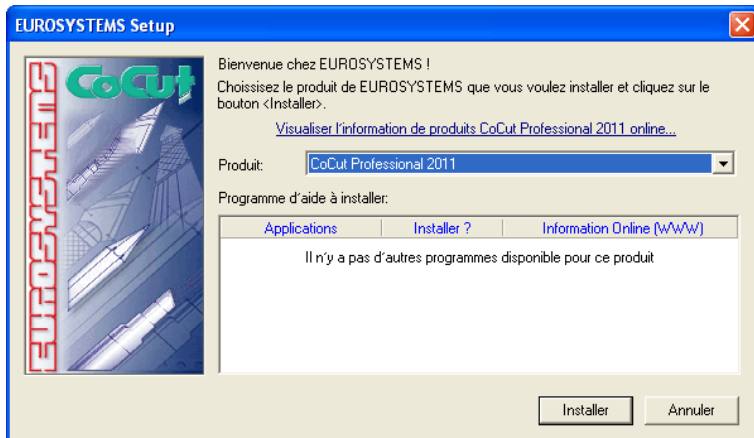 EUROSYSTEMS Setup
EUROSYSTEMS
CoCut
Bienvenue chez EUROSYSTEMS !
Choissisez le produit de EUROSYSTEMS que vous voulez installer et cliquez sur le
bouton <Installer>.
Visualiser l'information de produits CoCut Professional 2011 online...
Produit: CoCut Professional 2011
Programme d'aide à installer:
Applications Installer ? Information Online (WWW)
Il n'y a pas d'autres programmes disponible pour ce produit
Installer Annuler